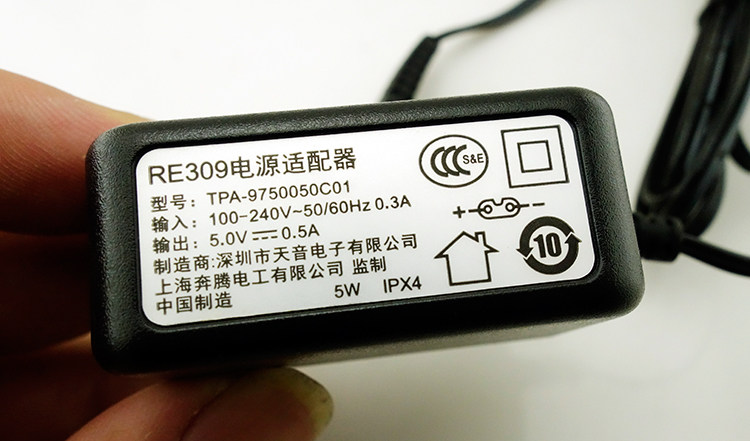 RE309电源适配器
型号: TPA-9750050C01
输入: 100-240V~50/60Hz 0.3A
输出: 5.0V⎓0.5A
制造商:深圳市天音电子有限公司
上海奔腾电工有限公司 监制
中国制造 5W IPX4
CCC S&E
+ -
10